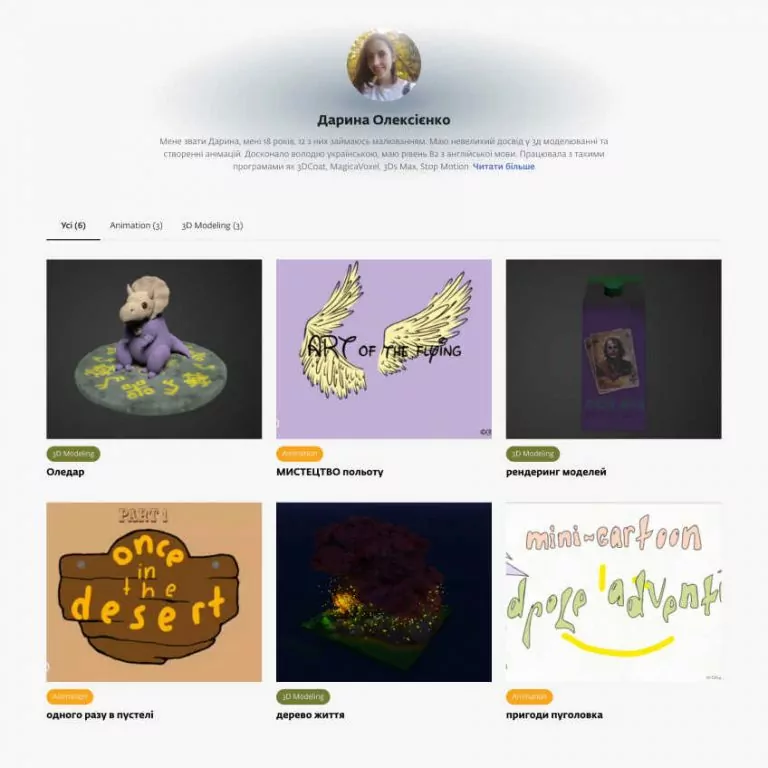 Дарина Олексієнко
Мене звати Дарина, мені 18 років, 12 з них займаюсь малюванням. Маю невеликий досвід у 3д моделюванні та
створенні анімацій. Досконало володію українською, маю рівень B2 з англійської мови. Працювала з такими
програмами як 3DCoat, MagicaVoxel, 3Ds Max, Stop Motion Читати більше
Усі (6) Animation (3) 3D Modeling (3)
ART OF THE FLYING
3D Modeling
Animation
3D Modeling
Оледар
МИСТЕЦТВО польоту
рендеринг моделей
PART 1
once
in
the
desert
mini-cartoon
adventi
Animation
3D Modeling
Animation
одного разу в пустелі
дерево життя
пригоди пуголовка